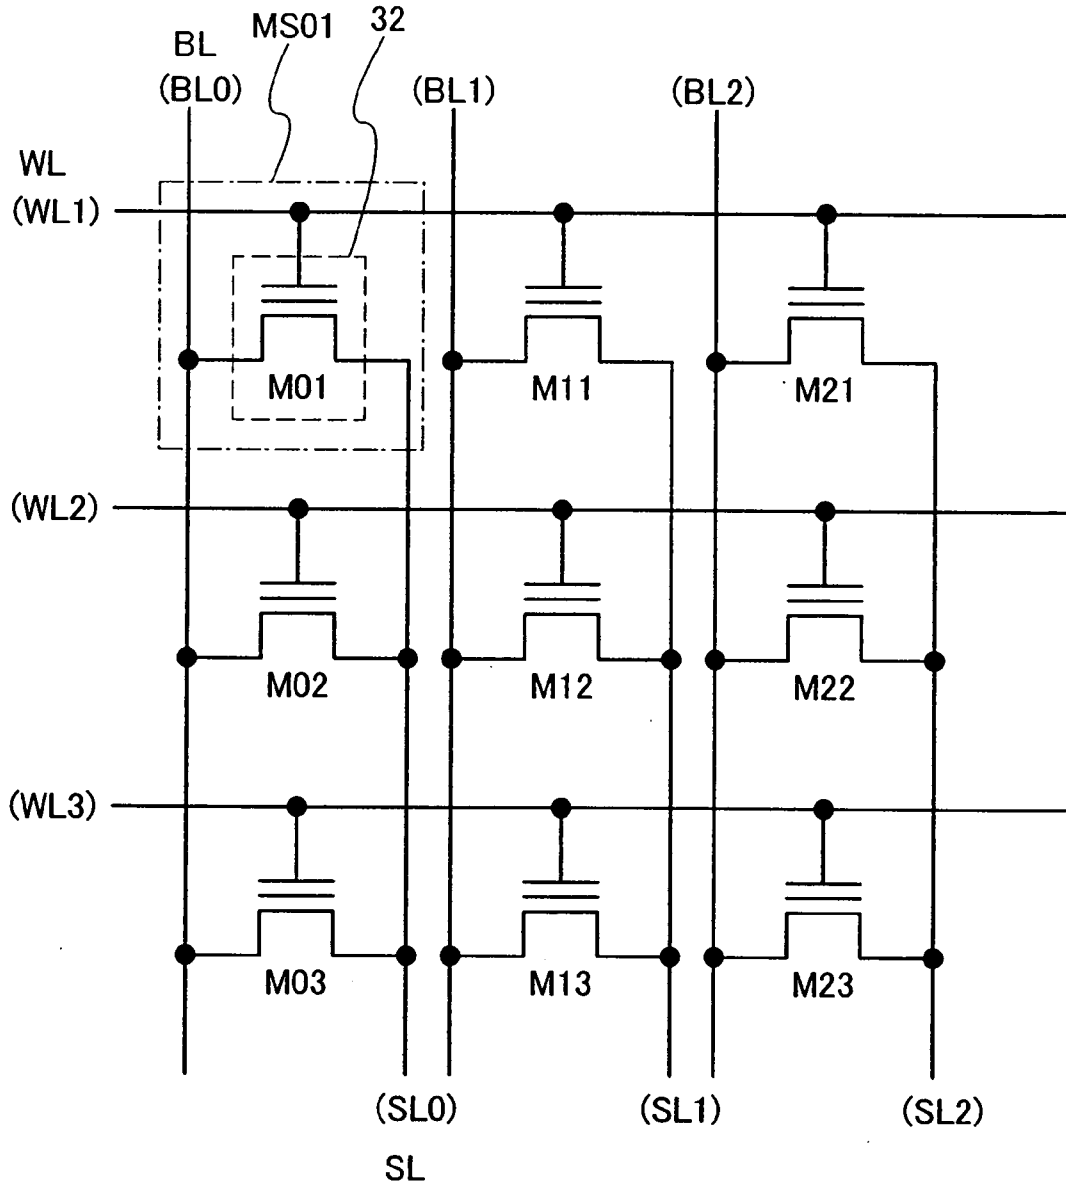 MS01
32
BL
(BL0)
(BL1)
(BL2)
WL
(WL1)
M01
M11
M21
(WL2)
M02
M12
M22
(WL3)
M03
M13
M23
(SL0)
(SL1)
(SL2)
SL